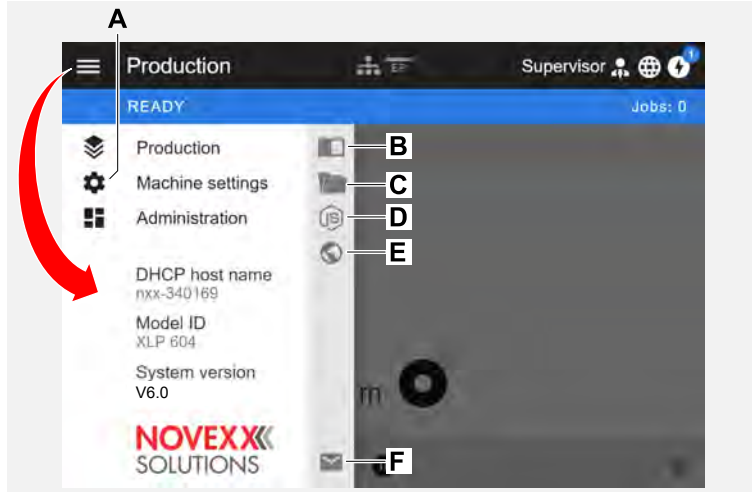 A
Production
EP
Supervisor
1
READY
Jobs: 0
Production
B
Machine settings
C
Administration
JS
D
E
DHCP host name
nxx-340169
Model ID
XLP 604
System version
V6.0
m
NOVEXX
SOLUTIONS
F